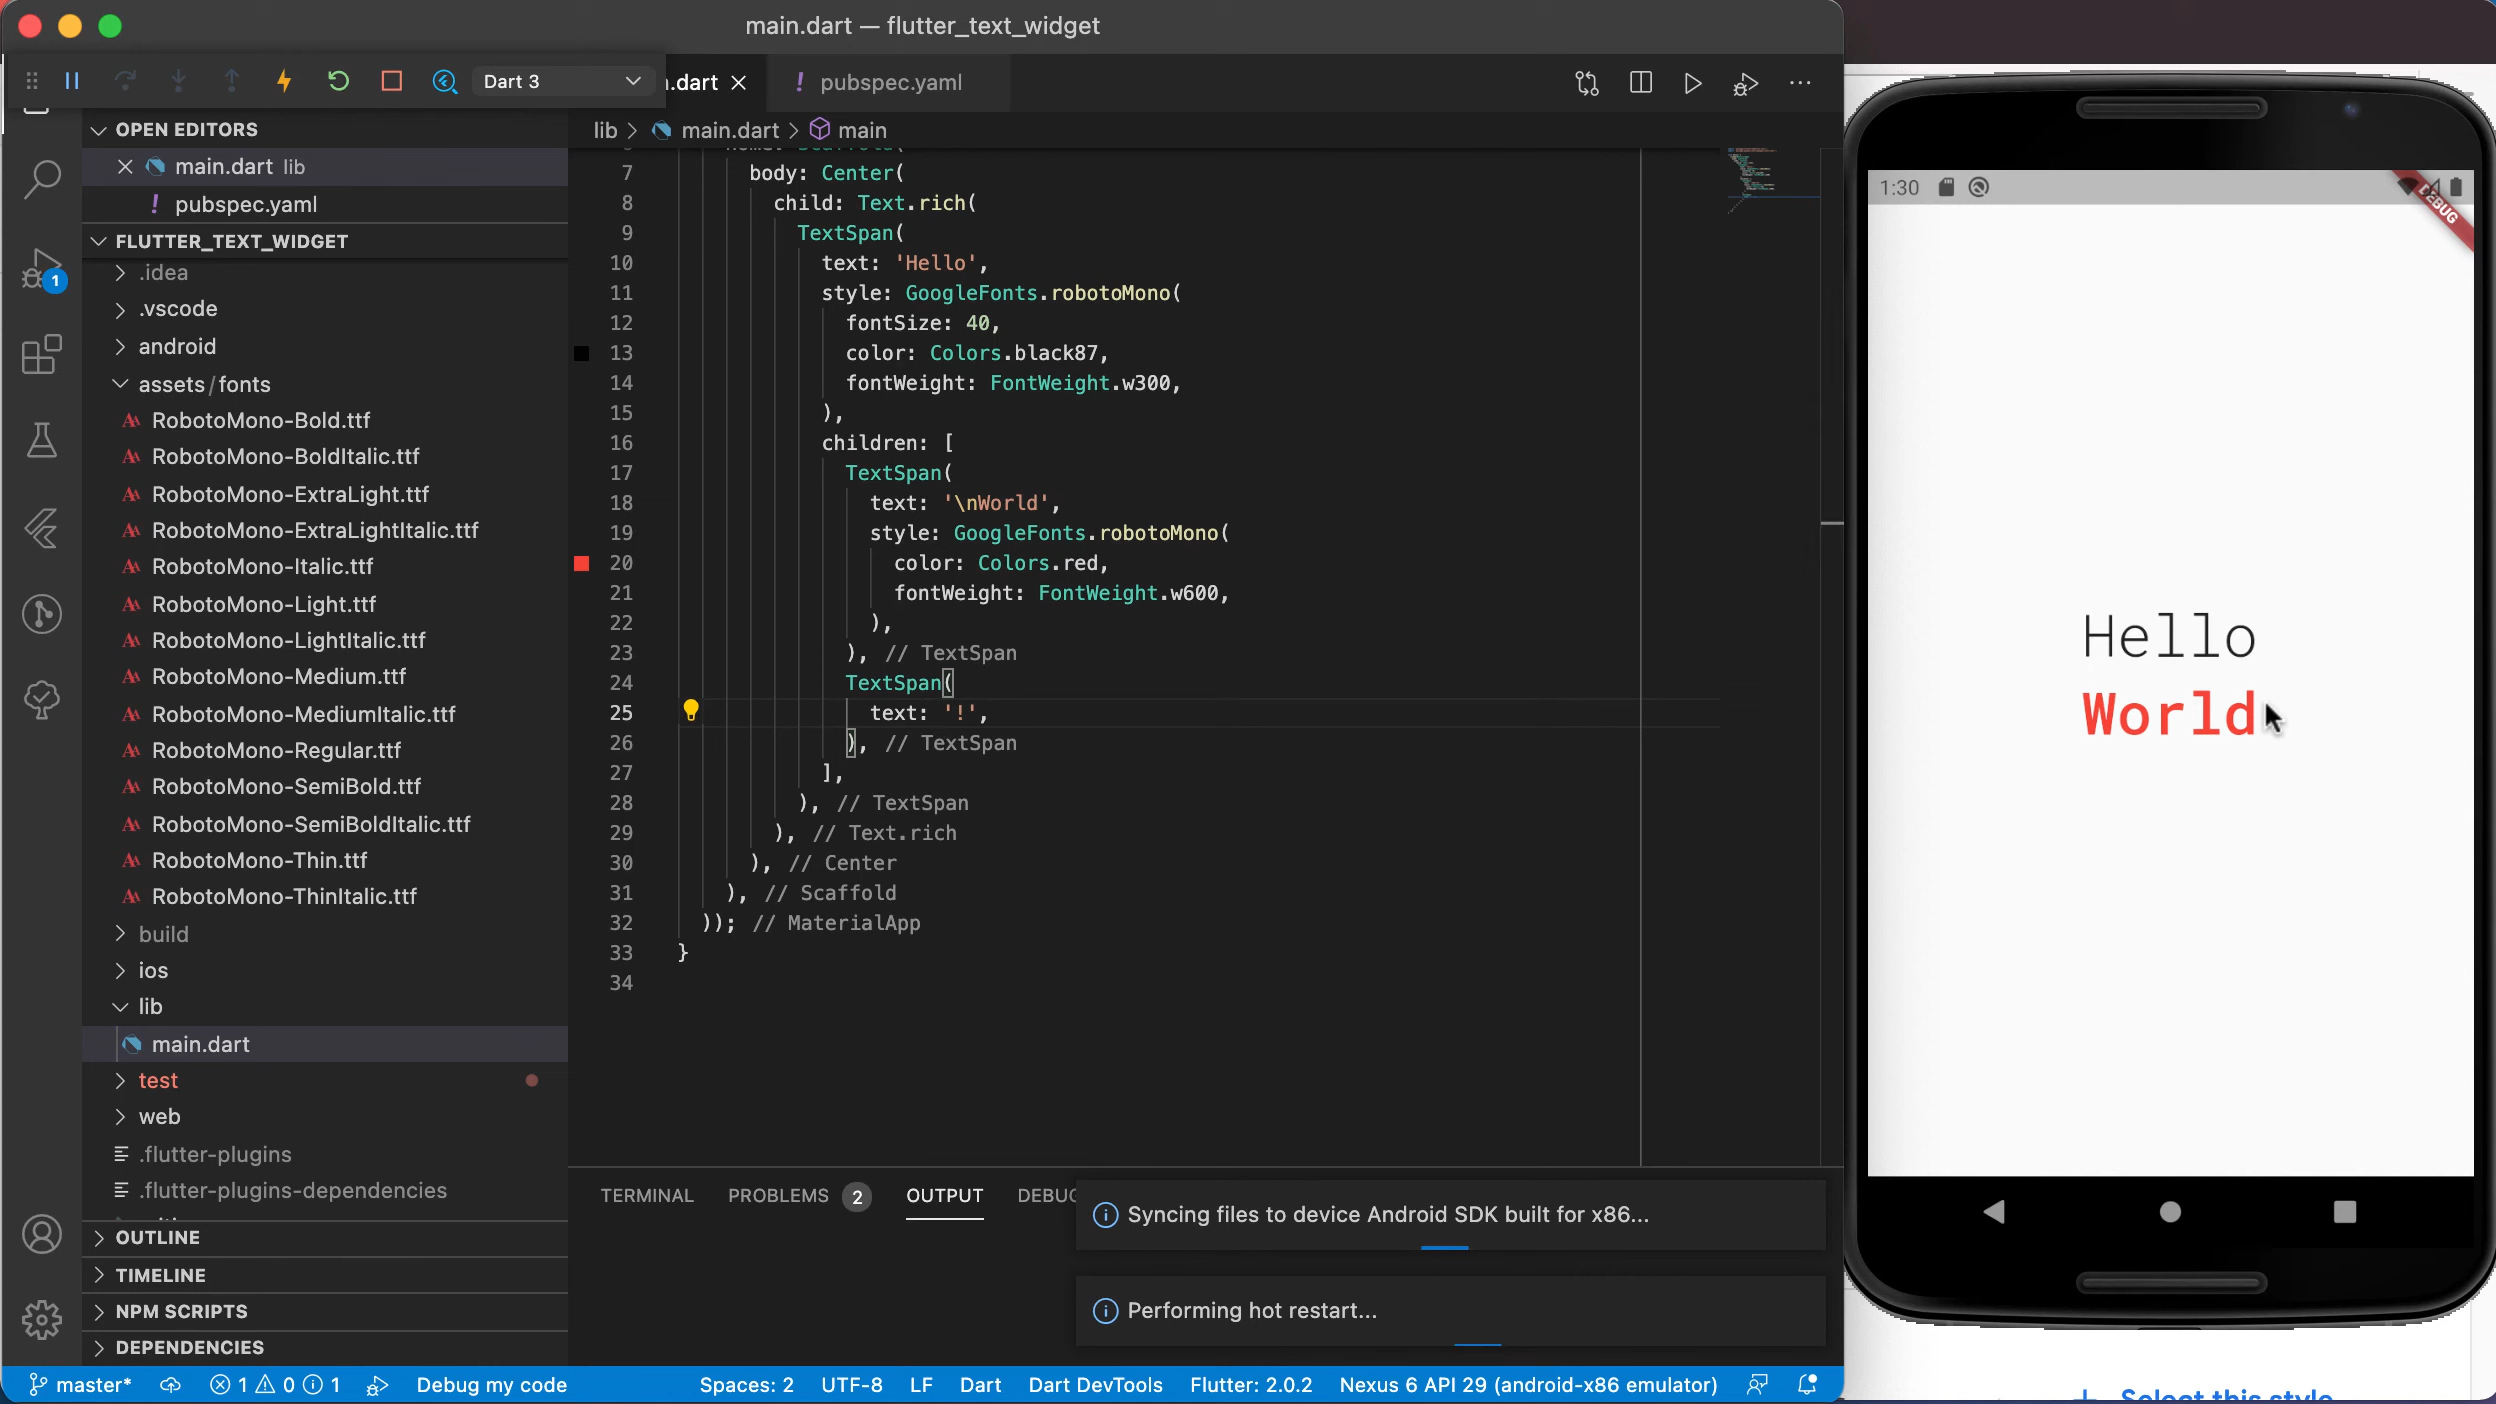 main.dart — flutter_text_widget
Dart 3
.dart
! pubspec.yaml
OPEN EDITORS
main.dart lib
! pubspec.yaml
FLUTTER_TEXT_WIDGET
.idea
.vscode
android
assets/fonts
RobotoMono-Bold.ttf
RobotoMono-BoldItalic.ttf
RobotoMono-ExtraLight.ttf
RobotoMono-ExtraLightItalic.ttf
RobotoMono-Italic.ttf
RobotoMono-Light.ttf
RobotoMono-LightItalic.ttf
RobotoMono-Medium.ttf
RobotoMono-MediumItalic.ttf
RobotoMono-Regular.ttf
RobotoMono-SemiBold.ttf
RobotoMono-SemiBoldItalic.ttf
RobotoMono-Thin.ttf
RobotoMono-ThinItalic.ttf
build
ios
lib
main.dart
test
web
.flutter-plugins
.flutter-plugins-dependencies
OUTLINE
TIMELINE
NPM SCRIPTS
DEPENDENCIES
1
lib > main.dart > main
7 body: Center(
8 child: Text.rich(
9 TextSpan(
10 text: 'Hello',
11 style: GoogleFonts.robotoMono(
12 fontSize: 40,
13 color: Colors.black87,
14 fontWeight: FontWeight.w300,
15 ),
16 children: [
17 TextSpan(
18 text: '\nWorld',
19 style: GoogleFonts.robotoMono(
20 color: Colors.red,
21 fontWeight: FontWeight.w600,
22 ),
23 ), // TextSpan
24 TextSpan(
25 text: '!',
26 ), // TextSpan
27 ],
28 ), // TextSpan
29 ), // Text.rich
30 ), // Center
31 ), // Scaffold
32 )); // MaterialApp
33 }
34
TERMINAL PROBLEMS 2 OUTPUT DEBUG
Syncing files to device Android SDK built for x86...
Performing hot restart...
master* 1 0 1 Debug my code Spaces: 2 UTF-8 LF Dart Dart DevTools Flutter: 2.0.2 Nexus 6 API 29 (android-x86 emulator)
1:30
DEBUG
Hello
World
+ Select this style